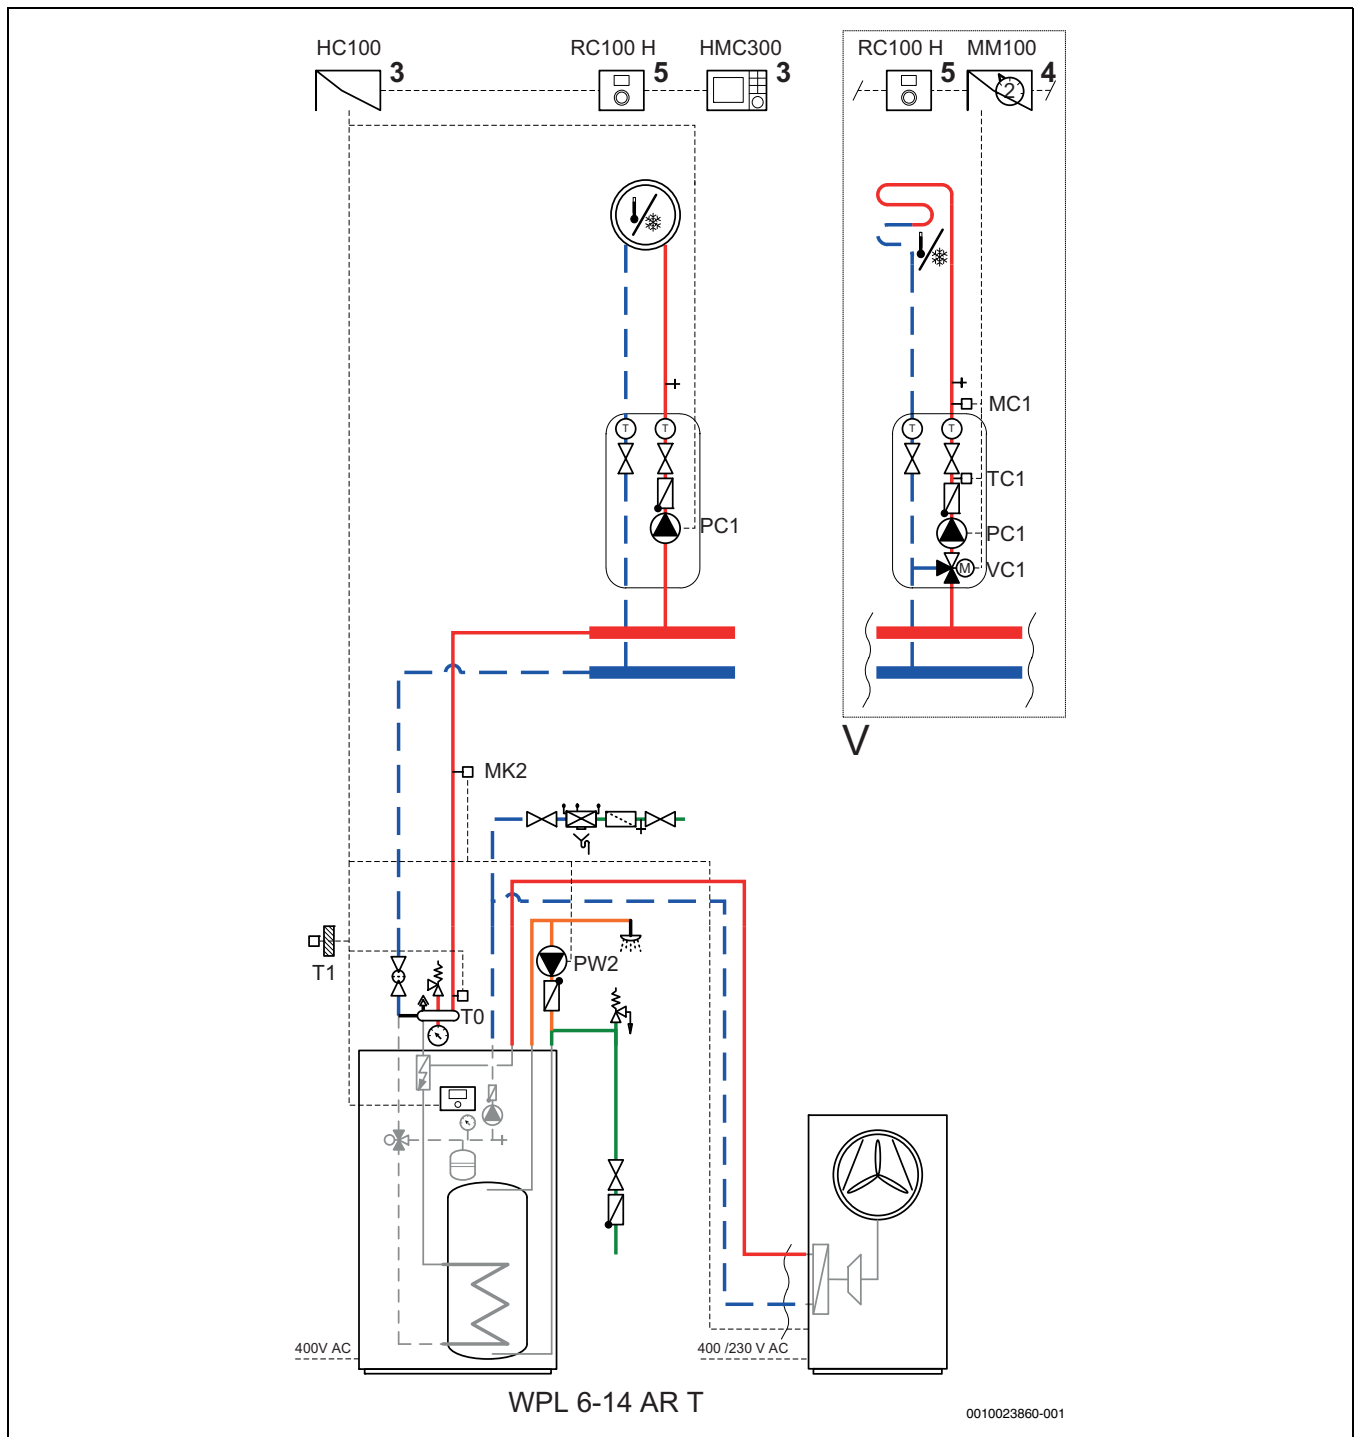 HC100
3
RC100 H
5
HMC300
3
RC100 H
5
MM100
2
4
T
T
PC1
T
T
MC1
TC1
PC1
M
VC1
V
MK2
T1
T0
PW2
400V AC
400 /230 V AC
WPL 6-14 AR T
0010023860-001